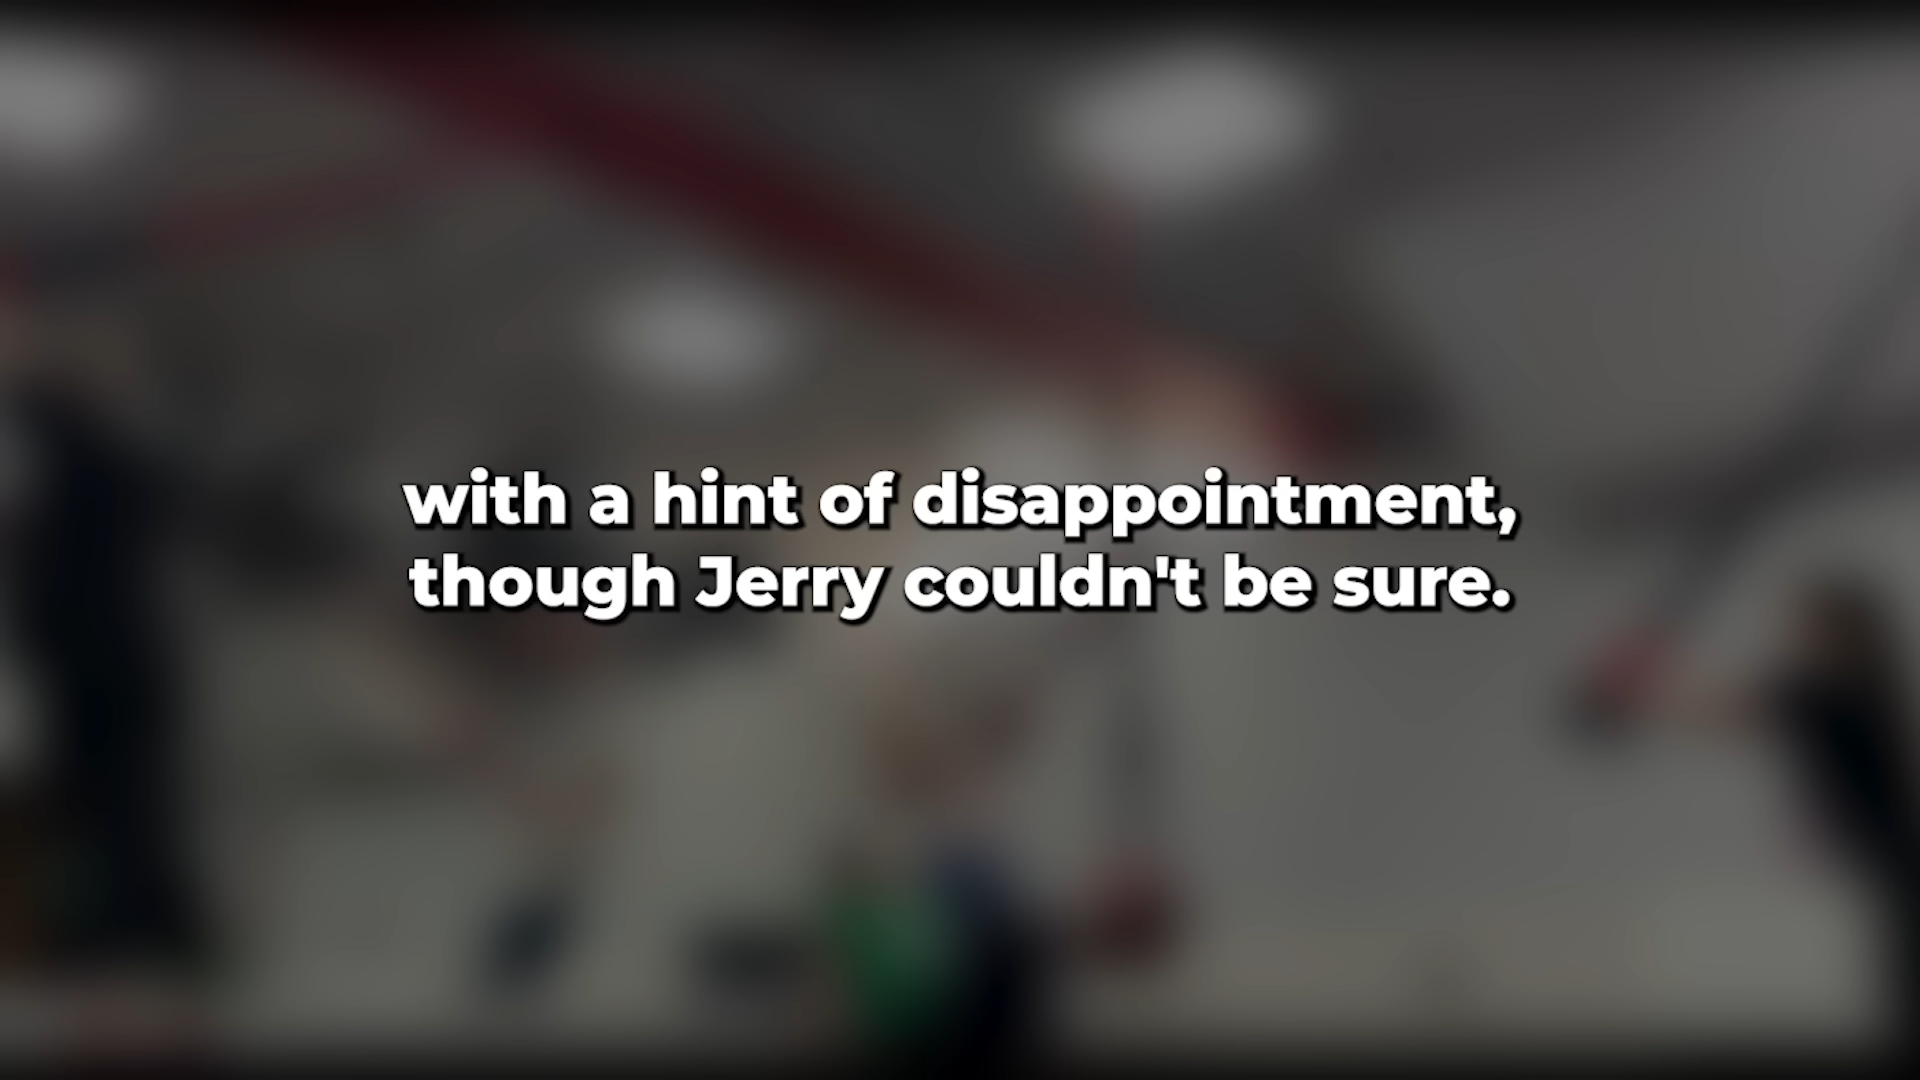 with a hint of disappointment,
though Jerry couldn't be sure.